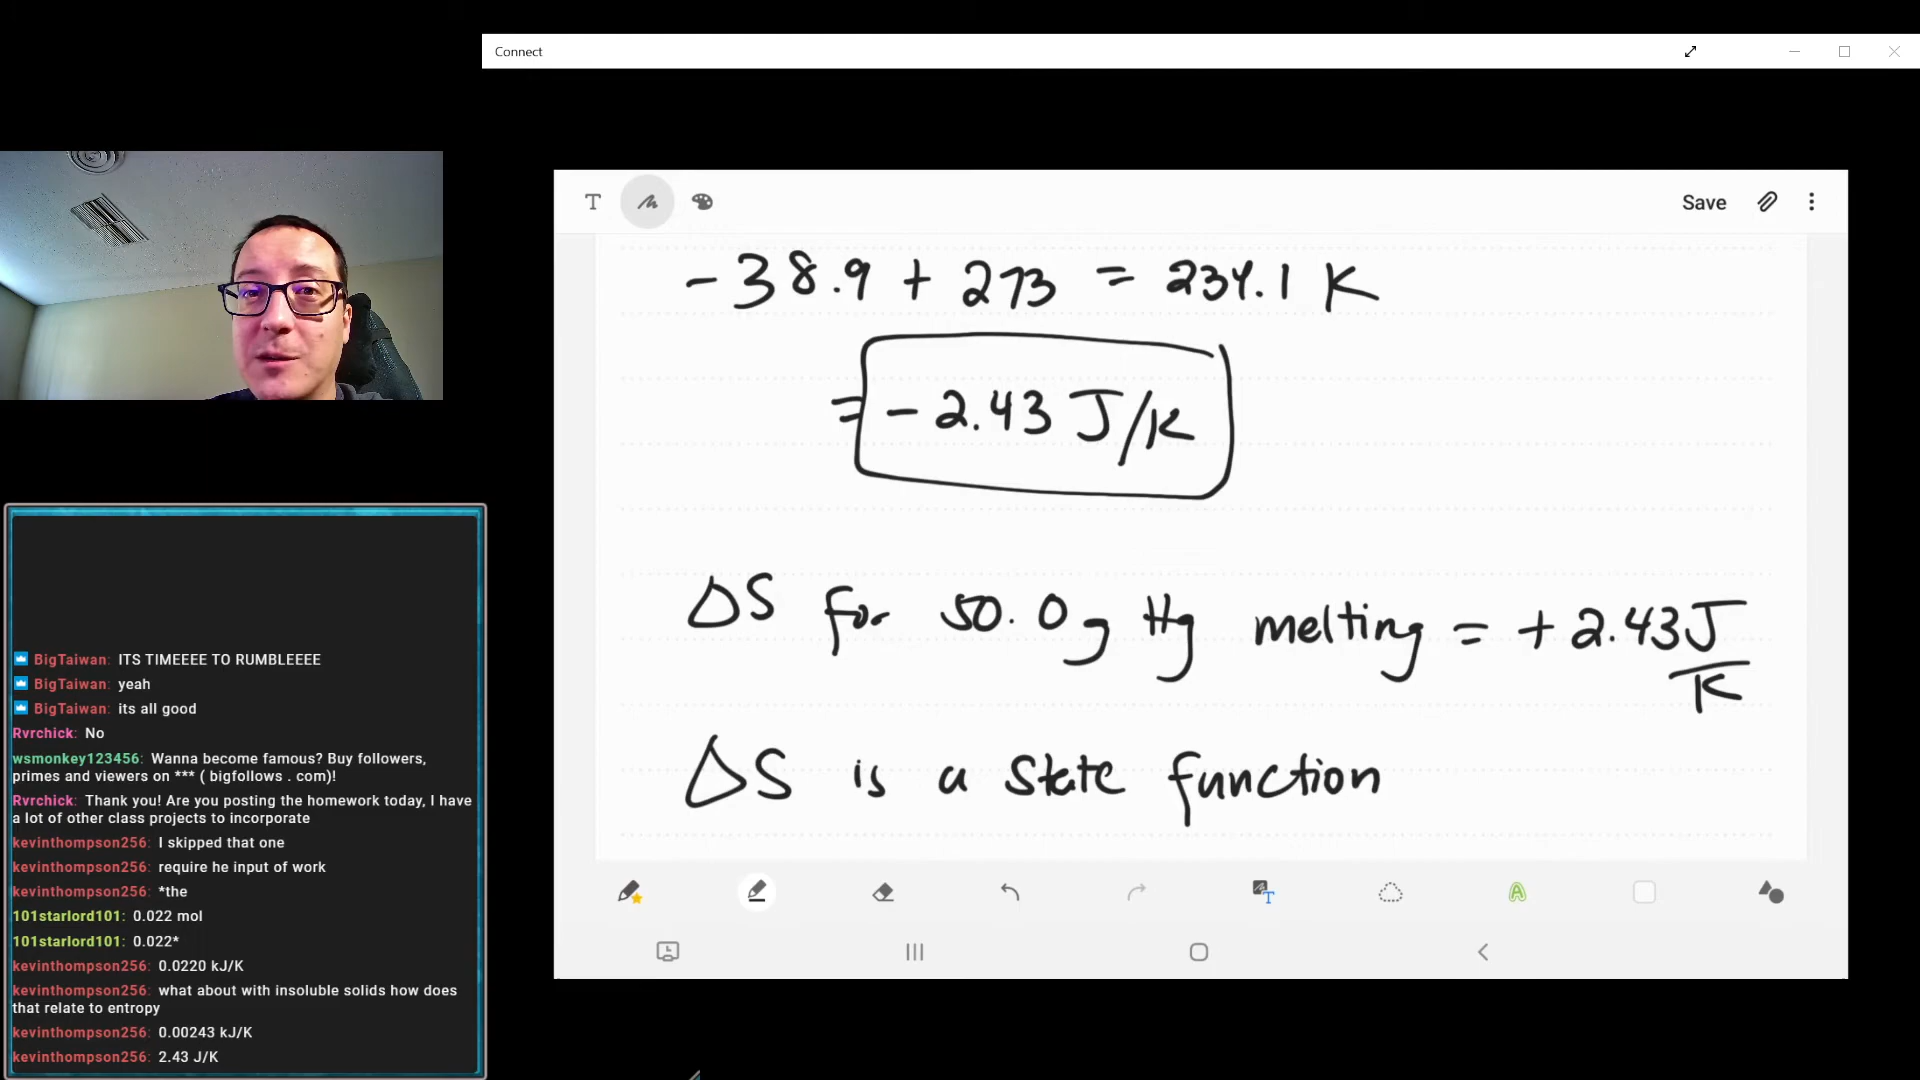 Connect
Save
-38.9 + 273 = 234.1 K
= -2.43 J/K
ΔS for 50.0g Hg melting = +2.43 J/K
ΔS is a state function
BigTaiwan: ITS TIMEEEE TO RUMBLEEEE
BigTaiwan: yeah
BigTaiwan: its all good
Rvrchick: No
wsmonkey123456: Wanna become famous? Buy followers,
primes and viewers on *** ( bigfollows . com)!
Rvrchick: Thank you! Are you posting the homework today, I have
a lot of other class projects to incorporate
kevinthompson256: I skipped that one
kevinthompson256: require he input of work
kevinthompson256: *the
101starlord101: 0.022 mol
101starlord101: 0.022*
kevinthompson256: 0.0220 kJ/K
kevinthompson256: what about with insoluble solids how does
that relate to entropy
kevinthompson256: 0.00243 kJ/K
kevinthompson256: 2.43 J/K